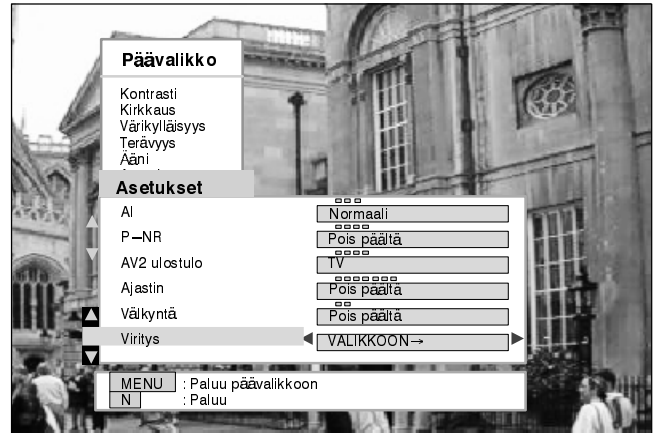 Päävalikko
Kontrasti
Kirkkaus
Värikylläisyys
Terävyys
Ääni
Asetukset
AI Normaali
P–NR Pois päältä
AV2 ulostulo TV
Ajastin Pois päältä
Välkyntä Pois päältä
Viritys VALIKKOON→
MENU : Paluu päävalikkoon
N : Paluu